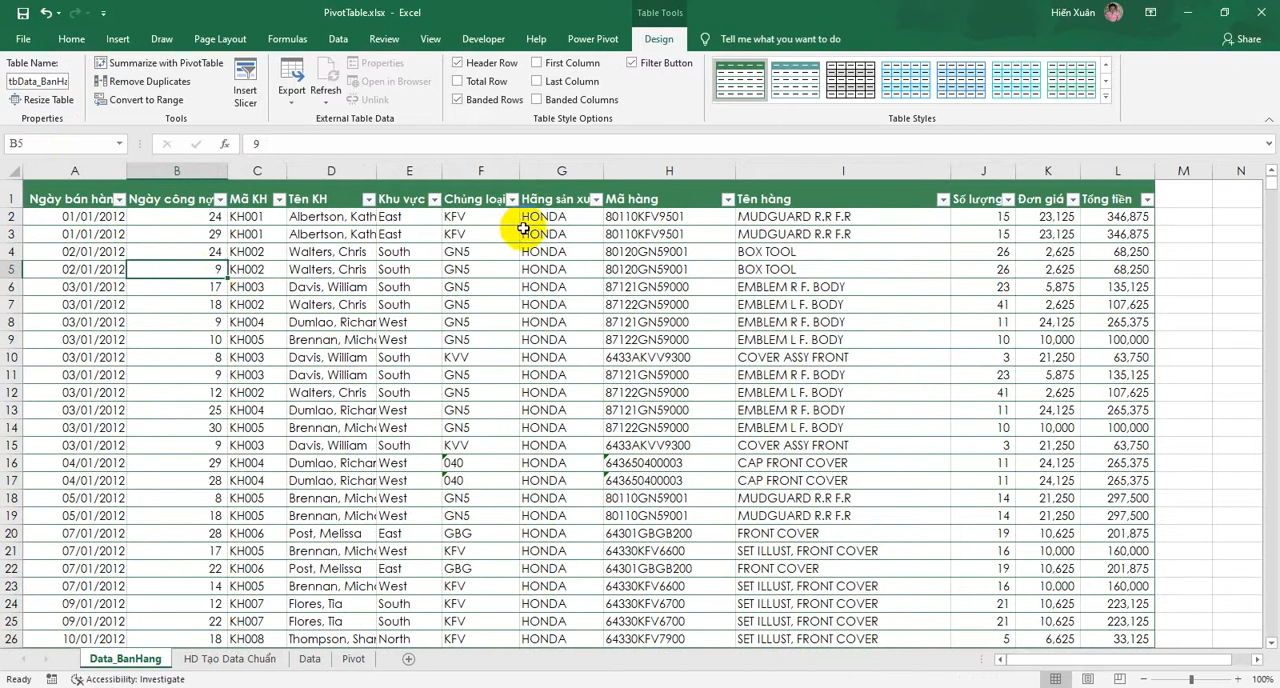 PivotTable.xlsx - Excel
Table Tools
Hiến Xuân
File Home Insert Draw Page Layout Formulas Data Review View Developer Help Power Pivot Design Tell me what you want to do Share
Table Name: Summarize with PivotTable Properties Header Row First Column Filter Button
tbData_BanHa Remove Duplicates Open in Browser Total Row Last Column
Resize Table Convert to Range Insert Slicer Export Refresh Unlink Banded Rows Banded Columns
Properties Tools External Table Data Table Style Options Table Styles
B5 fx 9
A B C D E F G H I J K L M N
1 Ngày bán hàn Ngày công nợ Mã KH Tên KH Khu vực Chủng loại Hãng sản xu Mã hàng Tên hàng Số lượng Đơn giá Tổng tiền
2 01/01/2012 24 KH001 Albertson, Kath East KFV HONDA 80110KFV9501 MUDGUARD R.R F.R 15 23,125 346,875
3 01/01/2012 29 KH001 Albertson, Kath East KFV HONDA 80110KFV9501 MUDGUARD R.R F.R 15 23,125 346,875
4 02/01/2012 24 KH002 Walters, Chris South GN5 HONDA 80120GN59001 BOX TOOL 26 2,625 68,250
5 02/01/2012 9 KH002 Walters, Chris South GN5 HONDA 80120GN59001 BOX TOOL 26 2,625 68,250
6 03/01/2012 17 KH003 Davis, William South GN5 HONDA 87121GN59000 EMBLEM R F. BODY 23 5,875 135,125
7 03/01/2012 18 KH002 Walters, Chris South GN5 HONDA 87122GN59000 EMBLEM L F. BODY 41 2,625 107,625
8 03/01/2012 9 KH004 Dumlao, Richar West GN5 HONDA 87121GN59000 EMBLEM R F. BODY 11 24,125 265,375
9 03/01/2012 10 KH005 Brennan, Mich West GN5 HONDA 87122GN59000 EMBLEM L F. BODY 10 10,000 100,000
10 03/01/2012 8 KH003 Davis, William South KVV HONDA 6433AKVV9300 COVER ASSY FRONT 3 21,250 63,750
11 03/01/2012 9 KH003 Davis, William South GN5 HONDA 87121GN59000 EMBLEM R F. BODY 23 5,875 135,125
12 03/01/2012 12 KH002 Walters, Chris South GN5 HONDA 87122GN59000 EMBLEM L F. BODY 41 2,625 107,625
13 03/01/2012 25 KH004 Dumlao, Richar West GN5 HONDA 87121GN59000 EMBLEM R F. BODY 11 24,125 265,375
14 03/01/2012 30 KH005 Brennan, Mich West GN5 HONDA 87122GN59000 EMBLEM L F. BODY 10 10,000 100,000
15 03/01/2012 9 KH003 Davis, William South KVV HONDA 6433AKVV9300 COVER ASSY FRONT 3 21,250 63,750
16 04/01/2012 29 KH004 Dumlao, Richar West 040 HONDA 643650400003 CAP FRONT COVER 11 24,125 265,375
17 04/01/2012 28 KH004 Dumlao, Richar West 040 HONDA 643650400003 CAP FRONT COVER 11 24,125 265,375
18 05/01/2012 8 KH005 Brennan, Mich West GN5 HONDA 80110GN59001 MUDGUARD R.R F.R 14 21,250 297,500
19 05/01/2012 18 KH005 Brennan, Mich West GN5 HONDA 80110GN59001 MUDGUARD R.R F.R 14 21,250 297,500
20 07/01/2012 28 KH006 Post, Melissa East GBG HONDA 64301GBGB200 FRONT COVER 19 10,625 201,875
21 07/01/2012 17 KH005 Brennan, Mich West KFV HONDA 64330KFV6600 SET ILLUST, FRONT COVER 16 10,000 160,000
22 07/01/2012 22 KH006 Post, Melissa East GBG HONDA 64301GBGB200 FRONT COVER 19 10,625 201,875
23 07/01/2012 14 KH005 Brennan, Mich West KFV HONDA 64330KFV6600 SET ILLUST, FRONT COVER 16 10,000 160,000
24 09/01/2012 12 KH007 Flores, Tia South KFV HONDA 64330KFV6700 SET ILLUST, FRONT COVER 21 10,625 223,125
25 09/01/2012 22 KH007 Flores, Tia South KFV HONDA 64330KFV6700 SET ILLUST, FRONT COVER 21 10,625 223,125
26 10/01/2012 18 KH008 Thompson, Shar North KFV HONDA 64330KFV7900 SET ILLUST, FRONT COVER 5 6,625 33,125
Data_BanHang HD Tạo Data Chuẩn Data Pivot
Ready Accessibility: Investigate 100%